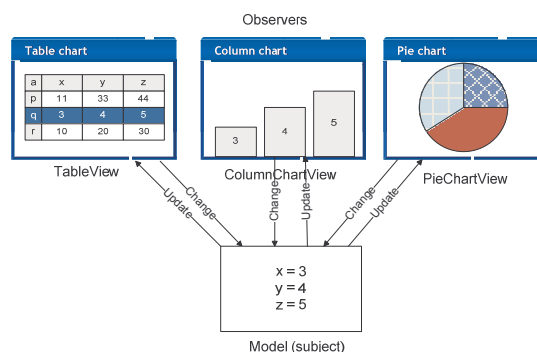 Observers
Table chart
a x y z
p 11 33 44
q 3 4 5
r 10 20 30
TableView
Column chart
3
4
5
ColumnChartView
Pie chart
PieChartView
Update
Change
Change
Update
Change
Update
x = 3
y = 4
z = 5
Model (subject)